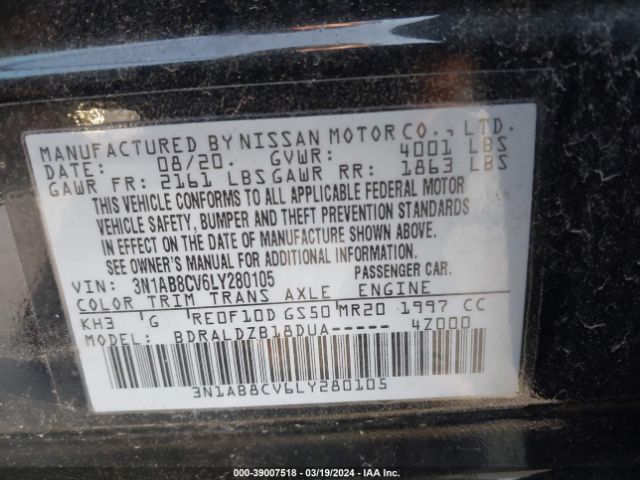 MANUFACTURED BY NISSAN MOTOR CO., LTD.
DATE: 08/20. GVWR: 4001 LBS
GAWR FR: 2161 LBS GAWR RR: 1863 LBS
THIS VEHICLE CONFORMS TO ALL APPLICABLE FEDERAL MOTOR
VEHICLE SAFETY, BUMPER AND THEFT PREVENTION STANDARDS
IN EFFECT ON THE DATE OF MANUFACTURE SHOWN ABOVE.
SEE OWNER'S MANUAL FOR ADDITIONAL INFORMATION.
VIN: 3N1AB8CV6LY280105 PASSENGER CAR.
COLOR TRIM TRANS AXLE ENGINE
KH3 G RE0F10D GS50 MR20 1997 CC
MODEL: BDRALDZB18DUA----- 4Z000
3N1AB8CV6LY280105
000-39007518 - 03/19/2024 - IAA Inc.